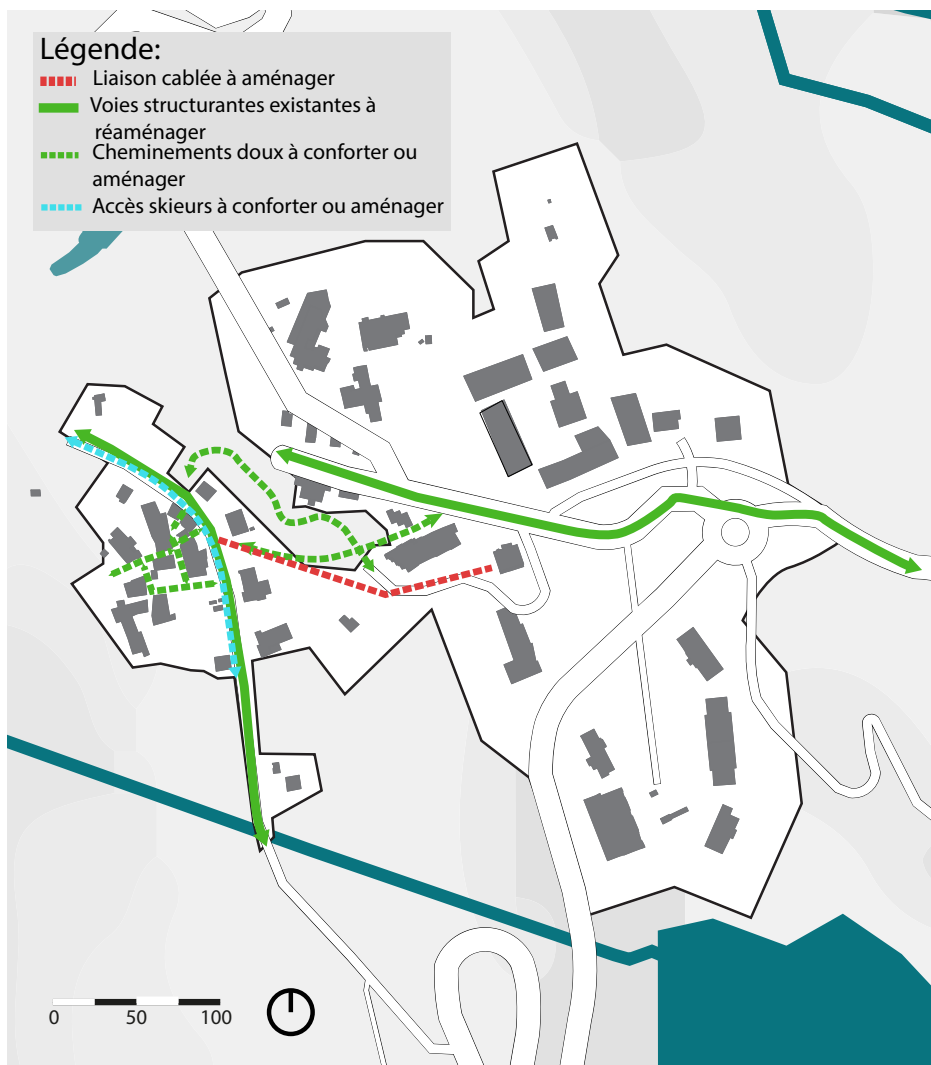 Légende:
Liaison cablée à aménager
Voies structurantes existantes à
réaménager
Cheminements doux à conforter ou
aménager
Accès skieurs à conforter ou aménager
0 50 100